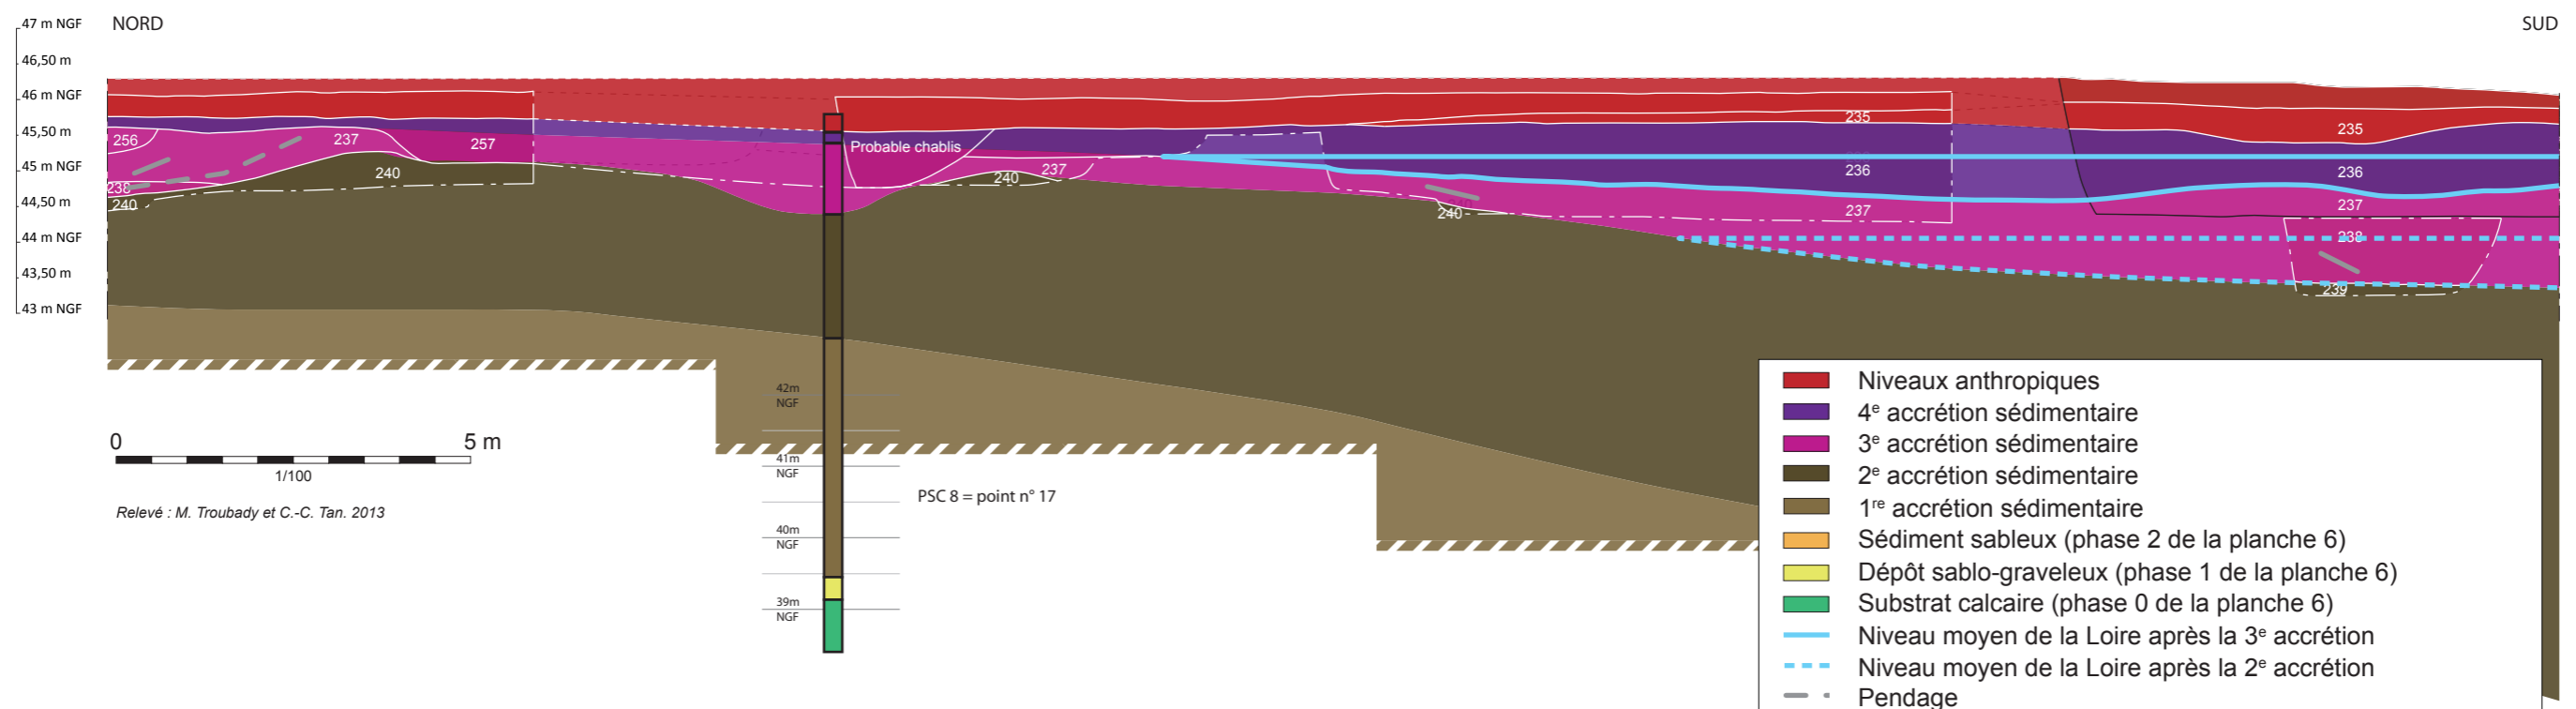 47 m NGF
NORD
SUD
46,50 m
46 m NGF
45,50 m
45 m NGF
44,50 m
44 m NGF
43,50 m
43 m NGF
256
237
257
238
240
240
Probable chablis
237
240
240
235
236
237
235
236
237
238
239
42m
NGF
41m
NGF
40m
NGF
39m
NGF
PSC 8 = point n° 17
0 5 m
1/100
Relevé : M. Troubady et C.-C. Tan. 2013
Niveaux anthropiques
4e accrétion sédimentaire
3e accrétion sédimentaire
2e accrétion sédimentaire
1re accrétion sédimentaire
Sédiment sableux (phase 2 de la planche 6)
Dépôt sablo-graveleux (phase 1 de la planche 6)
Substrat calcaire (phase 0 de la planche 6)
Niveau moyen de la Loire après la 3e accrétion
Niveau moyen de la Loire après la 2e accrétion
Pendage